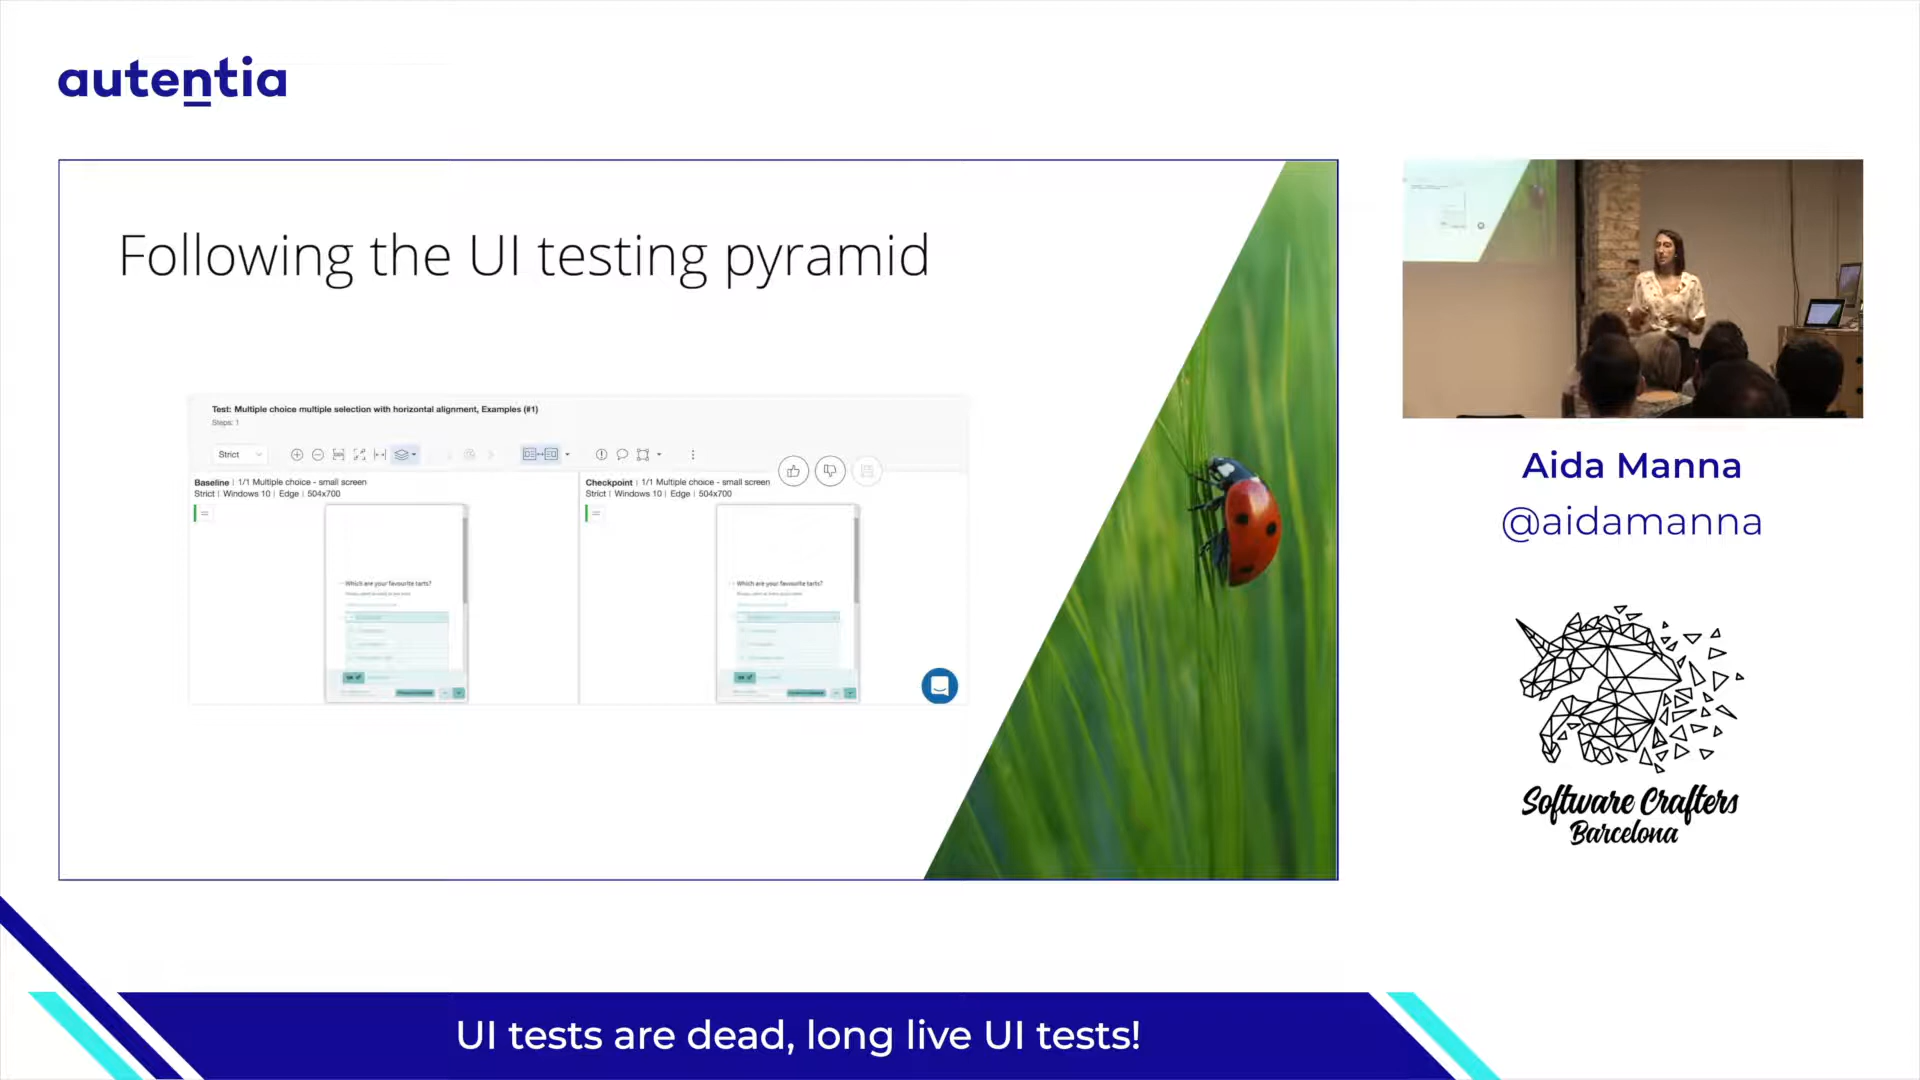 autentia
Following the UI testing pyramid
Test: Multiple choice multiple selection with horizontal alignment, Examples (#1)
Steps: 1
Strict
Baseline | 1/1 Multiple choice - small screen
Strict | Windows 10 | Edge | 504x700
Which are your favourite tarts?
Checkpoint | 1/1 Multiple choice - small screen
Strict | Windows 10 | Edge | 504x700
Which are your favourite tarts?
Aida Manna
@aidamanna
Software Crafters
Barcelona
UI tests are dead, long live UI tests!